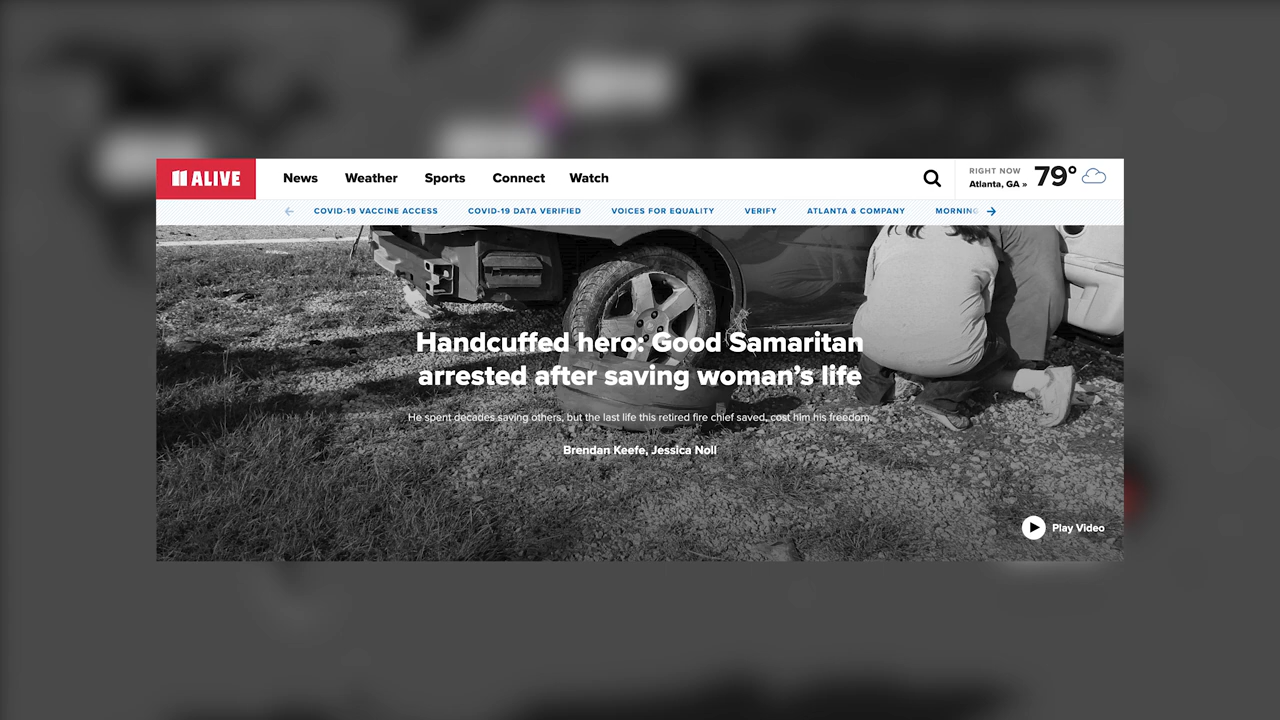 11 ALIVE
News Weather Sports Connect Watch
RIGHT NOW
Atlanta, GA »
79°
COVID-19 VACCINE ACCESS COVID-19 DATA VERIFIED VOICES FOR EQUALITY VERIFY ATLANTA & COMPANY MORNING
Handcuffed hero: Good Samaritan
arrested after saving woman's life
He spent decades saving others, but the last life this retired fire chief saved, cost him his freedom.
Brendan Keefe, Jessica Noll
Play Video